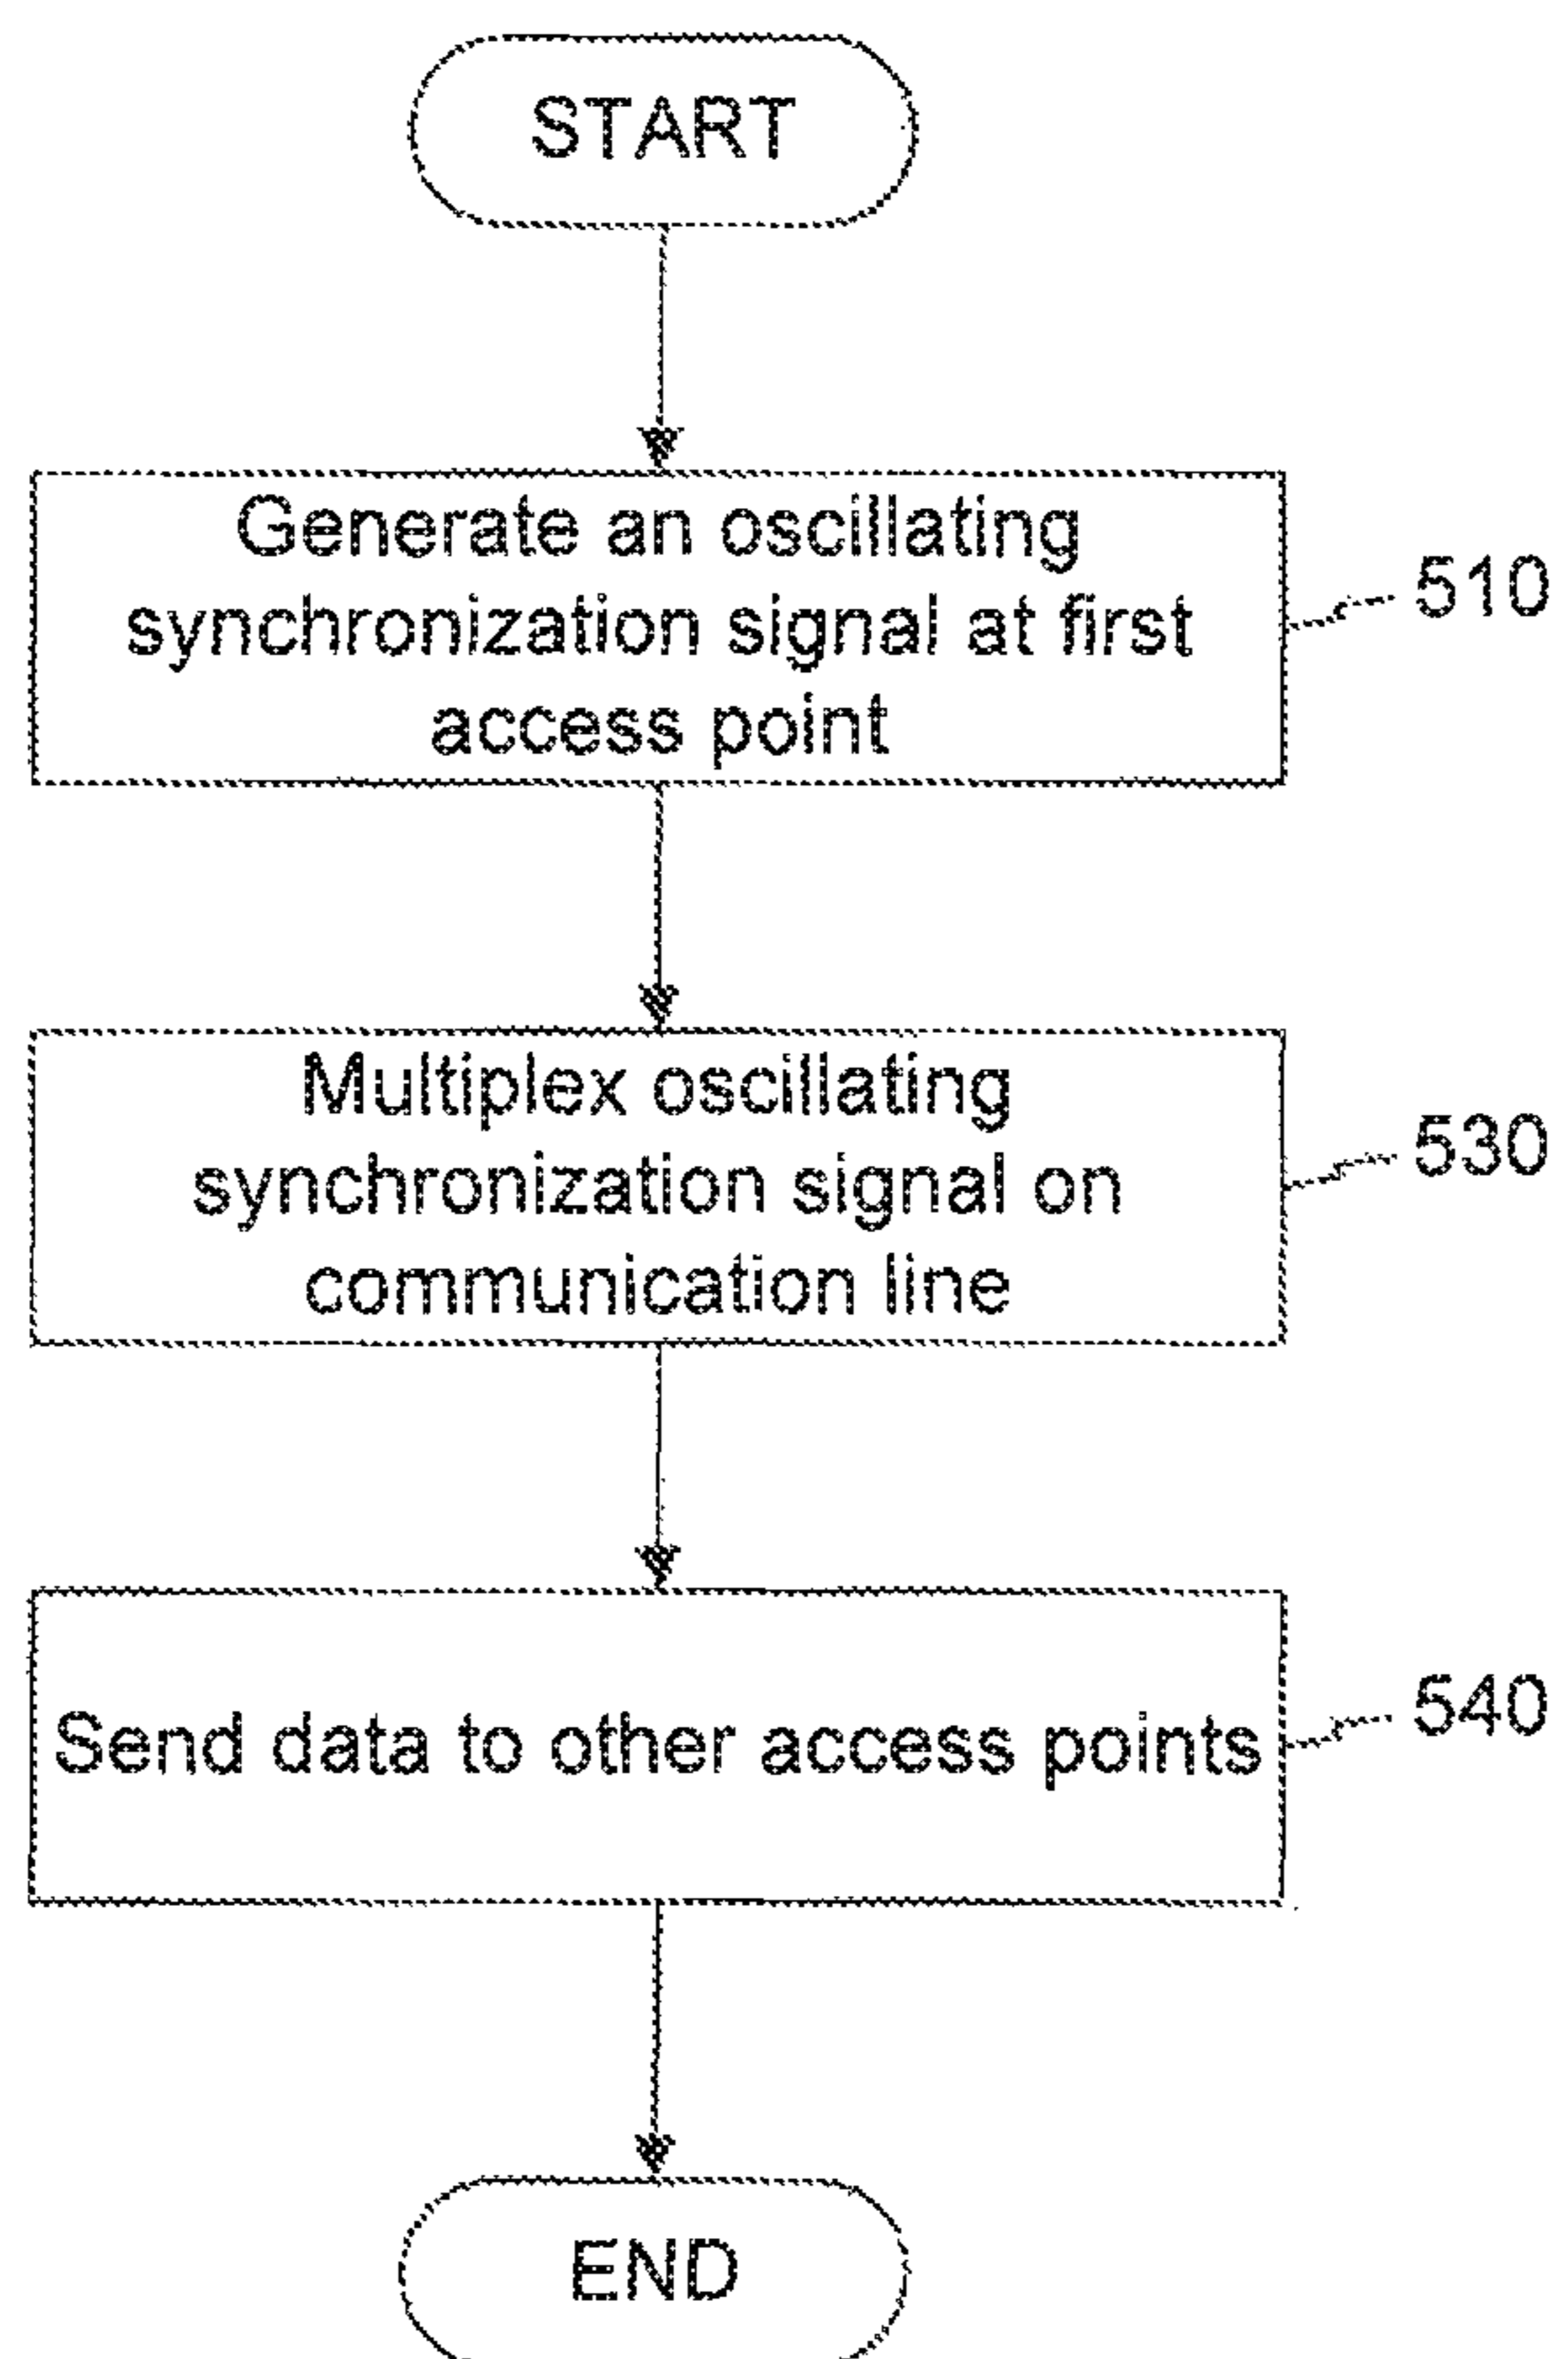 START
Generate an oscillating
synchronization signal at first
access point
510
Multiplex oscillating
synchronization signal on
communication line
530
Send data to other access points
540
END